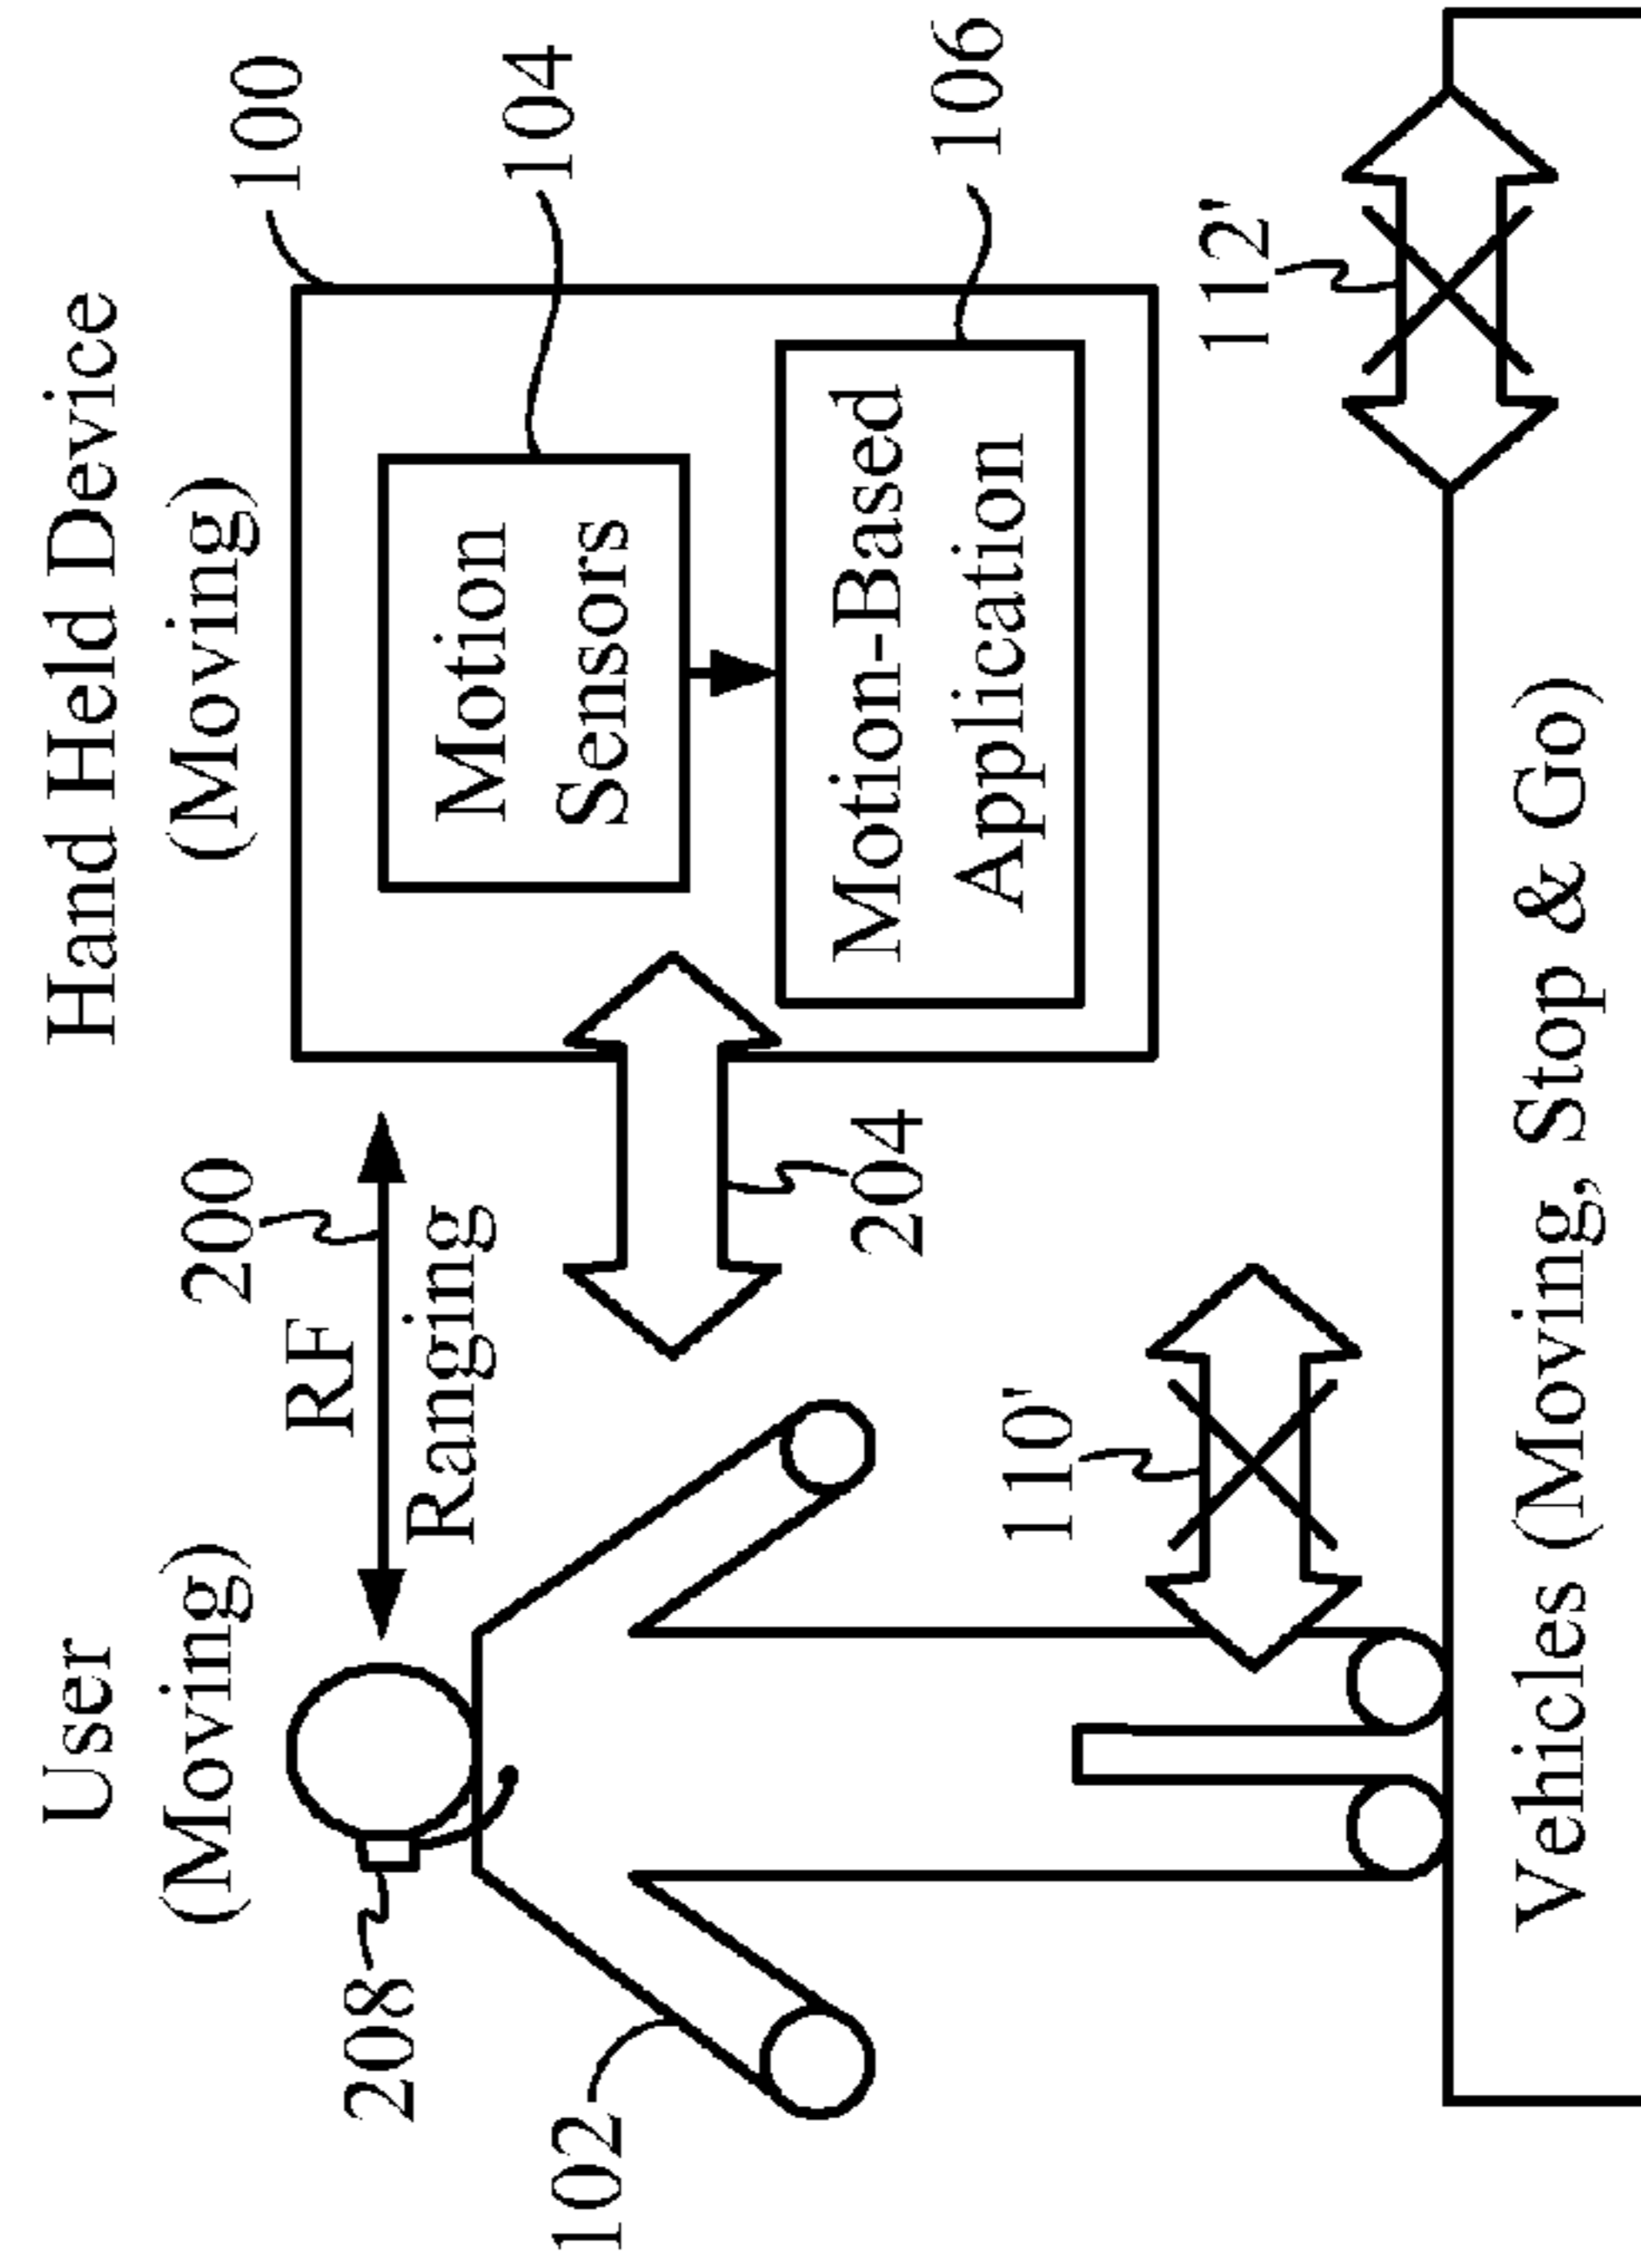 User
(Moving)
Hand Held Device
(Moving)
100
200
RF
Ranging
208
104
Motion
Sensors
102
204
106
Motion-Based
Application
110'
112'
Vehicles (Moving, Stop & Go)